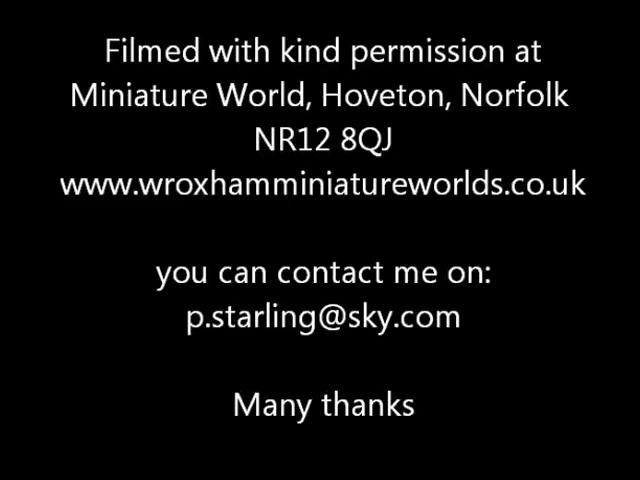 Filmed with kind permission at
Miniature World, Hoveton, Norfolk
NR12 8QJ
www.wroxhamminiatureworlds.co.uk
you can contact me on:
p.starling@sky.com
Many thanks